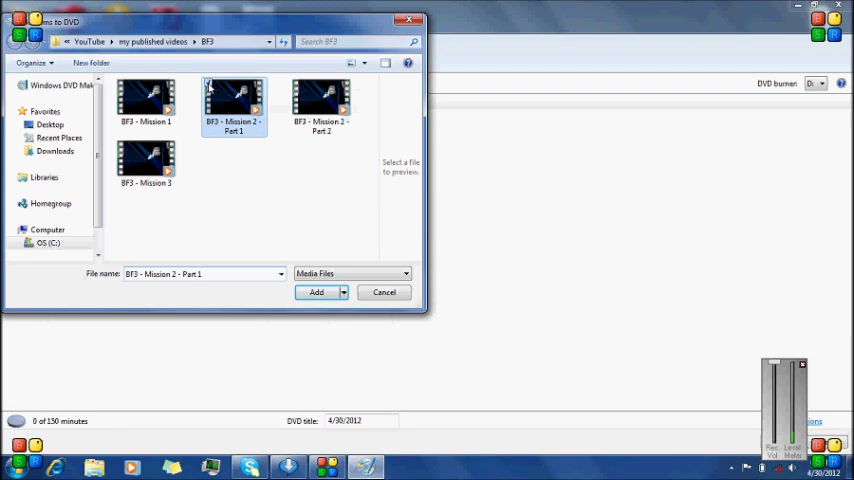 ms to DVD
« YouTube ▸ my published videos ▸ BF3
Search BF3
Organize
New folder
DVD burner: D:
Windows DVD Mak
Favorites
Desktop
Recent Places
Downloads
Libraries
Homegroup
Computer
OS (C:)
BF3 - Mission 1
BF3 - Mission 2 -
Part 1
BF3 - Mission 2 -
Part 2
BF3 - Mission 3
Select a file
to preview.
File name: BF3 - Mission 2 - Part 1
Media Files
Add
Cancel
0 of 150 minutes
DVD title: 4/30/2012
Rec.
Vol
Level
Meter
B
S R
B
S R
B
S R
B
S R
4/30/2012